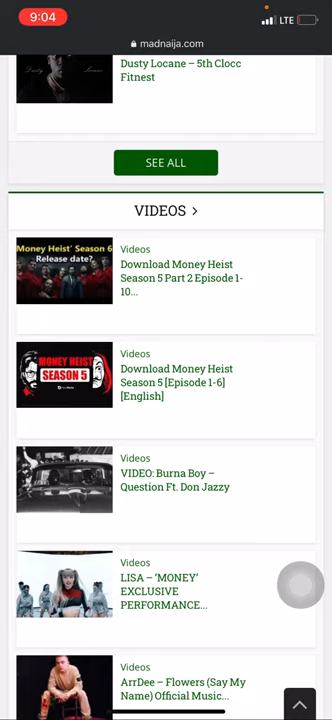 9:04
LTE
madnaija.com
Dusty Locane
Dusty Locane – 5th Clocc
Fitnest
SEE ALL
VIDEOS >
Money Heist' Season 6
Release date?
Videos
Download Money Heist
Season 5 Part 2 Episode 1-
10...
MONEY HEIST
SEASON 5
Videos
Download Money Heist
Season 5 [Episode 1-6]
[English]
Videos
VIDEO: Burna Boy –
Question Ft. Don Jazzy
Videos
LISA – ‘MONEY’
EXCLUSIVE
PERFORMANCE...
Videos
ArrDee – Flowers (Say My
Name) Official Music...